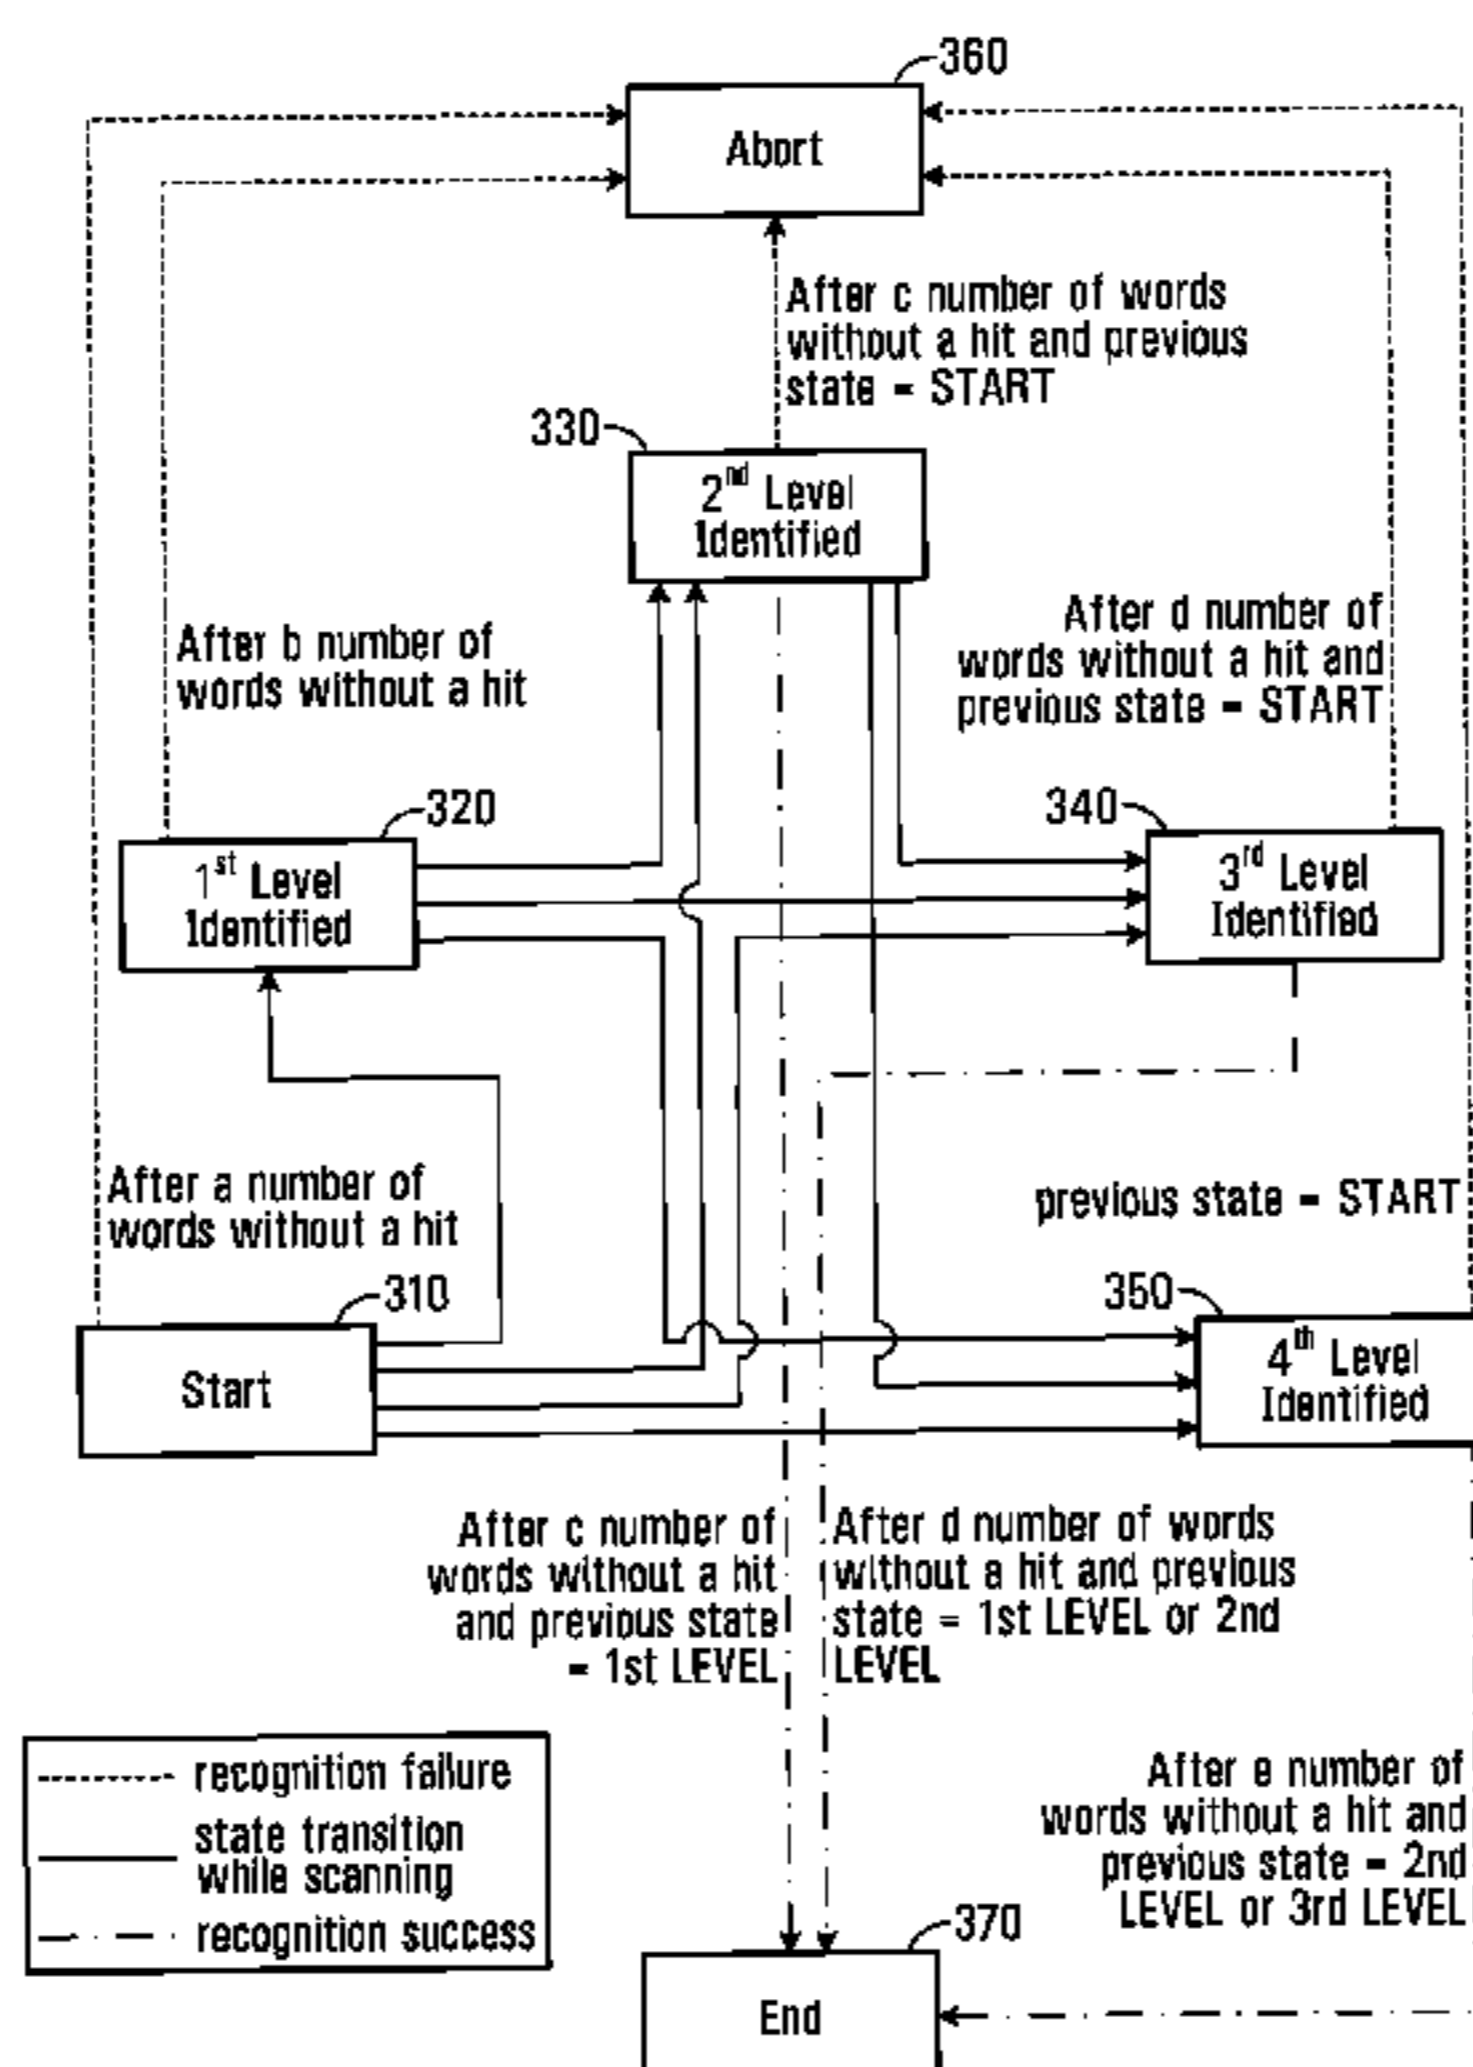 360
Abort
After c number of words
without a hit and previous
state = START
330
2nd Level
Identified
After b number of
words without a hit
After d number of
words without a hit and
previous state = START
320
1st Level
Identified
340
3rd Level
Identified
After a number of
words without a hit
previous state = START
310
Start
350
4th Level
Identified
After c number of
words without a hit
and previous state
= 1st LEVEL
After d number of words
without a hit and previous
state = 1st LEVEL or 2nd
LEVEL
recognition failure
state transition
while scanning
recognition success
After e number of
words without a hit and
previous state = 2nd
LEVEL or 3rd LEVEL
370
End